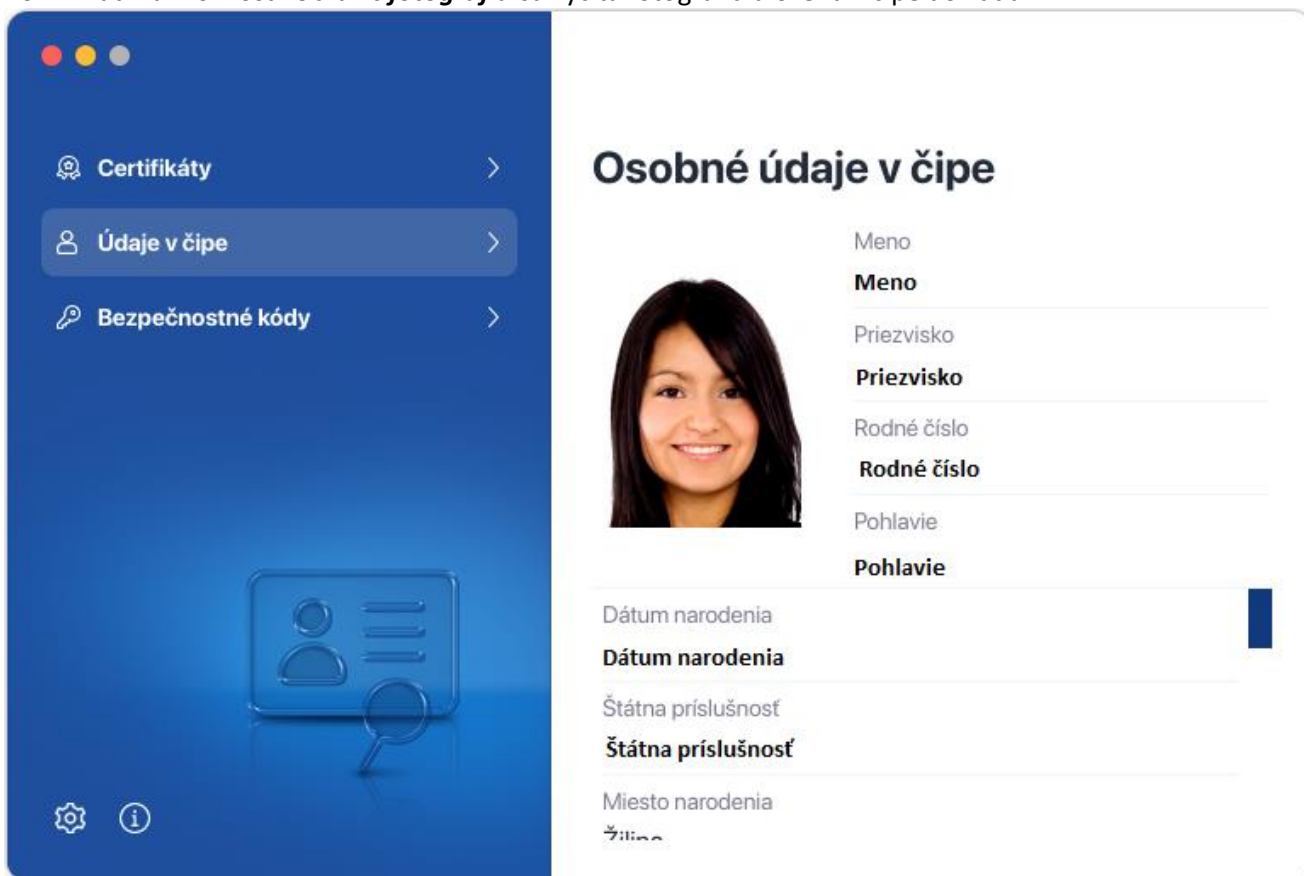 Certifikáty
Údaje v čipe
Bezpečnostné kódy
Osobné údaje v čipe
Meno
Meno
Priezvisko
Priezvisko
Rodné číslo
Rodné číslo
Pohlavie
Pohlavie
Dátum narodenia
Dátum narodenia
Štátna príslušnosť
Štátna príslušnosť
Miesto narodenia
Žilina